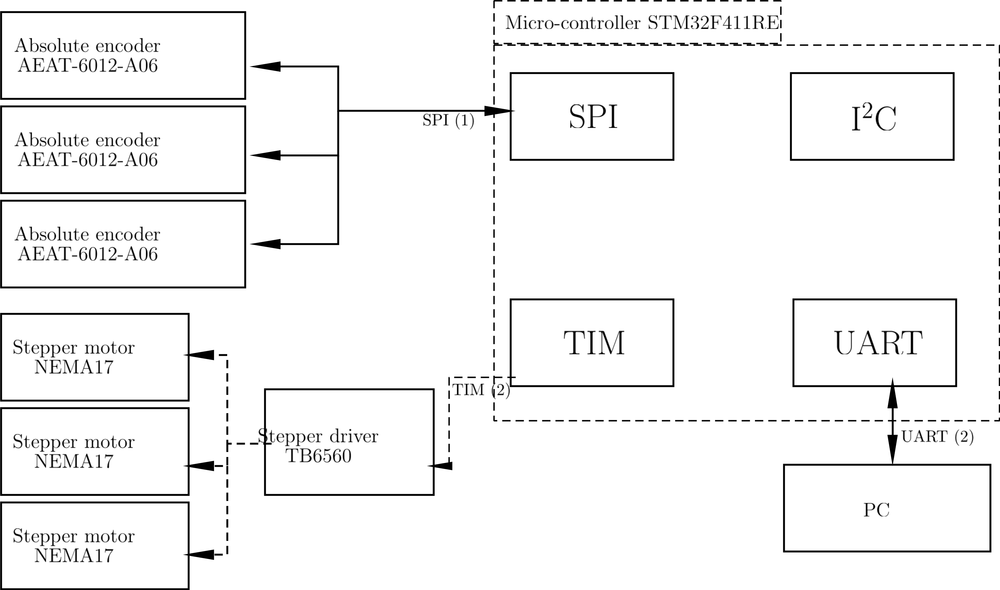 Micro-controller STM32F411RE
Absolute encoder
AEAT-6012-A06
Absolute encoder
AEAT-6012-A06
Absolute encoder
AEAT-6012-A06
SPI (1)
SPI
I²C
TIM
UART
Stepper motor
NEMA17
Stepper motor
NEMA17
Stepper motor
NEMA17
Stepper driver
TB6560
TIM (2)
UART (2)
PC